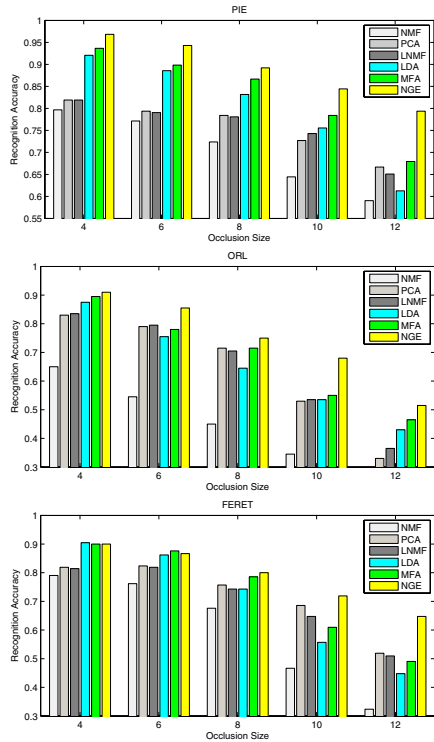 PIE
1
0.95
0.9
0.85
0.8
0.75
0.7
0.65
0.6
0.55
Recognition Accuracy
NMF
PCA
LNMF
LDA
MFA
NGE
4 6 8 10 12
Occlusion Size
ORL
1
0.9
0.8
0.7
0.6
0.5
0.4
0.3
Recognition Accuracy
NMF
PCA
LNMF
LDA
MFA
NGE
4 6 8 10 12
Occlusion Size
FERET
1
0.9
0.8
0.7
0.6
0.5
0.4
0.3
Recognition Accuracy
NMF
PCA
LNMF
LDA
MFA
NGE
4 6 8 10 12
Occlusion Size